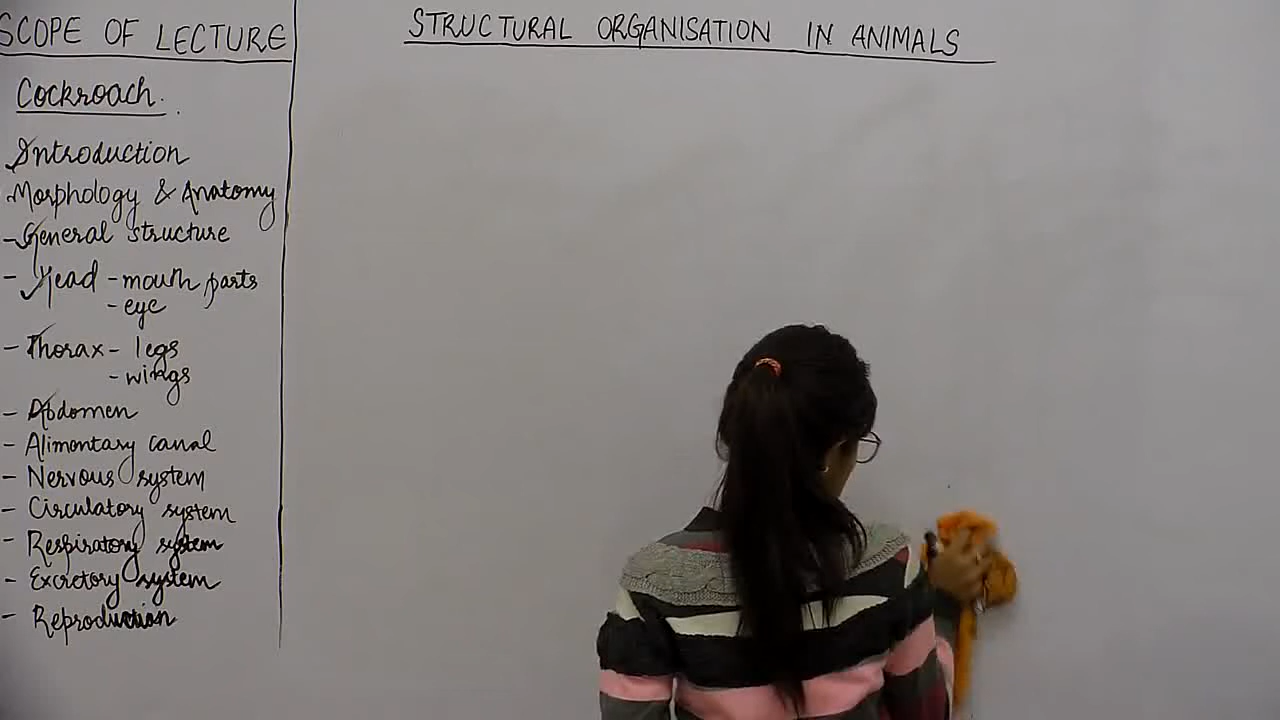 SCOPE OF LECTURE
STRUCTURAL ORGANISATION IN ANIMALS
Cockroach.
Introduction
Morphology & Anatomy
- General structure
- Head - mouth parts
- eye
- Thorax - legs
- wings
- Abdomen
- Alimentary canal
- Nervous system
- Circulatory system
- Respiratory system
- Excretory system
- Reproduction